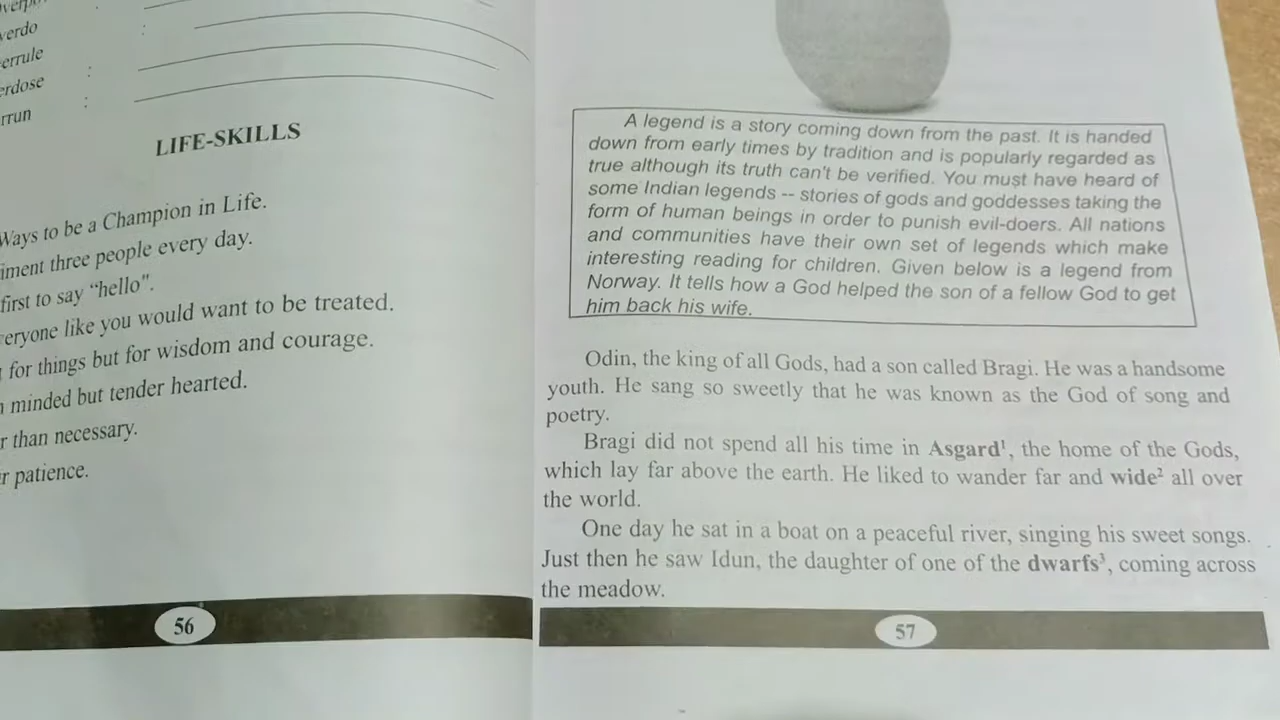 verdo :
errule
erdose :
rrun :
LIFE-SKILLS
Ways to be a Champion in Life.
iment three people every day.
first to say “hello”.
eryone like you would want to be treated.
for things but for wisdom and courage.
minded but tender hearted.
r than necessary.
r patience.
56
A legend is a story coming down from the past. It is handed
down from early times by tradition and is popularly regarded as
true although its truth can't be verified. You must have heard of
some Indian legends -- stories of gods and goddesses taking the
form of human beings in order to punish evil-doers. All nations
and communities have their own set of legends which make
interesting reading for children. Given below is a legend from
Norway. It tells how a God helped the son of a fellow God to get
him back his wife.
Odin, the king of all Gods, had a son called Bragi. He was a handsome
youth. He sang so sweetly that he was known as the God of song and
poetry.
Bragi did not spend all his time in Asgard¹, the home of the Gods,
which lay far above the earth. He liked to wander far and wide² all over
the world.
One day he sat in a boat on a peaceful river, singing his sweet songs.
Just then he saw Idun, the daughter of one of the dwarfs³, coming across
the meadow.
57